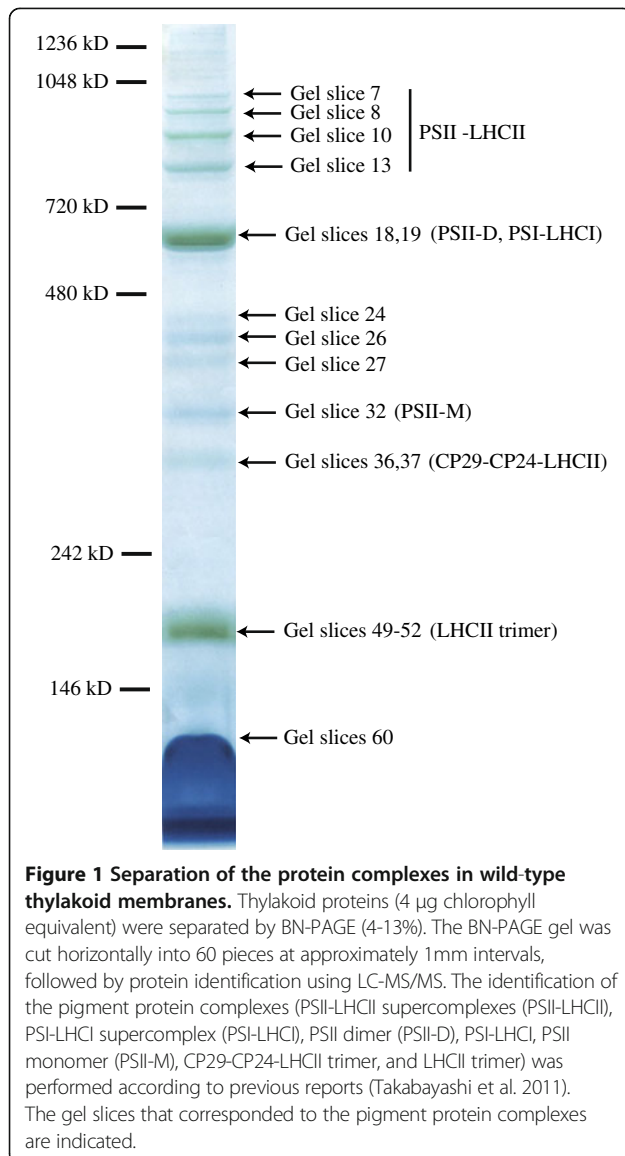 1236 kD
1048 kD
Gel slice 7
Gel slice 8
Gel slice 10
PSII -LHCII
Gel slice 13
720 kD
Gel slices 18,19 (PSII-D, PSI-LHCI)
480 kD
Gel slice 24
Gel slice 26
Gel slice 27
Gel slice 32 (PSII-M)
Gel slices 36,37 (CP29-CP24-LHCII)
242 kD
Gel slices 49-52 (LHCII trimer)
146 kD
Gel slices 60
Figure 1 Separation of the protein complexes in wild-type
thylakoid membranes. Thylakoid proteins (4 μg chlorophyll
equivalent) were separated by BN-PAGE (4-13%). The BN-PAGE gel was
cut horizontally into 60 pieces at approximately 1mm intervals,
followed by protein identification using LC-MS/MS. The identification of
the pigment protein complexes (PSII-LHCII supercomplexes (PSII-LHCII),
PSI-LHCI supercomplex (PSI-LHCI), PSII dimer (PSII-D), PSI-LHCI, PSII
monomer (PSII-M), CP29-CP24-LHCII trimer, and LHCII trimer) was
performed according to previous reports (Takabayashi et al. 2011).
The gel slices that corresponded to the pigment protein complexes
are indicated.